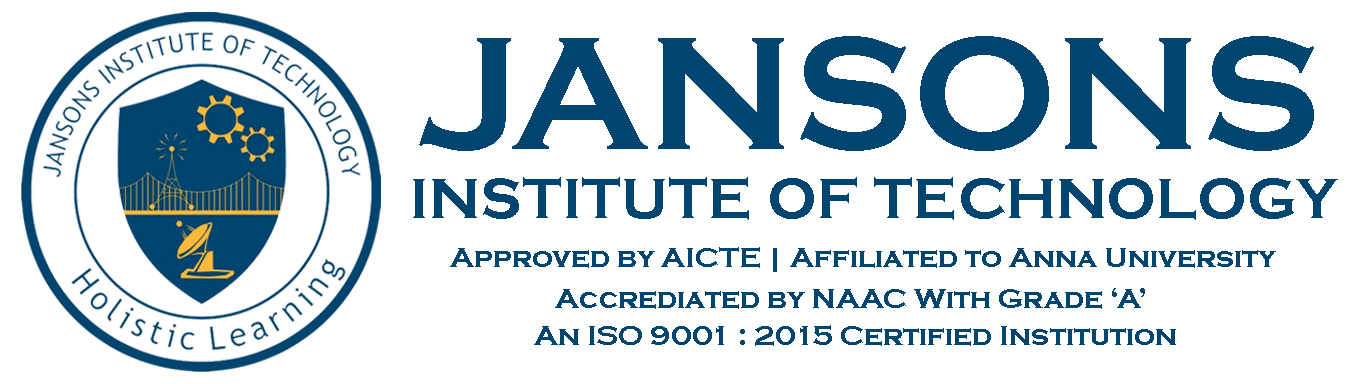 JANSONS INSTITUTE OF TECHNOLOGY
Holistic Learning
JANSONS
INSTITUTE OF TECHNOLOGY
APPROVED BY AICTE | AFFILIATED TO ANNA UNIVERSITY
ACCREDIATED BY NAAC WITH GRADE ‘A’
AN ISO 9001 : 2015 CERTIFIED INSTITUTION